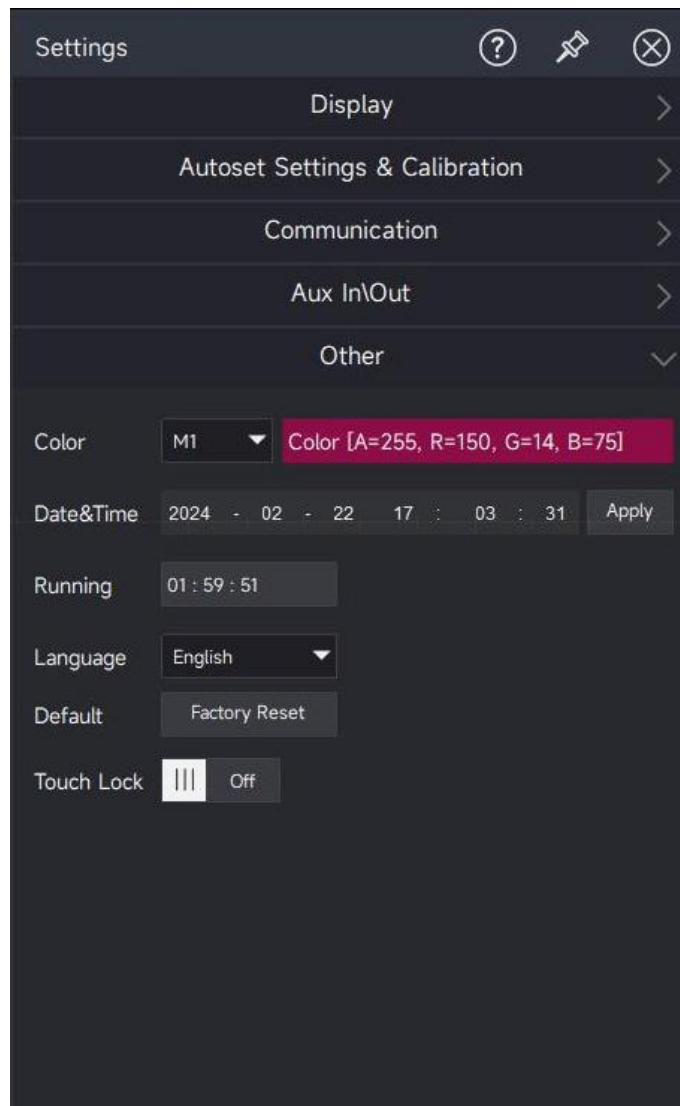 Settings
Display
Autoset Settings & Calibration
Communication
Aux In\Out
Other
Color M1 Color [A=255, R=150, G=14, B=75]
Date&Time 2024 - 02 - 22 17 : 03 : 31 Apply
Running 01 : 59 : 51
Language English
Default Factory Reset
Touch Lock Off